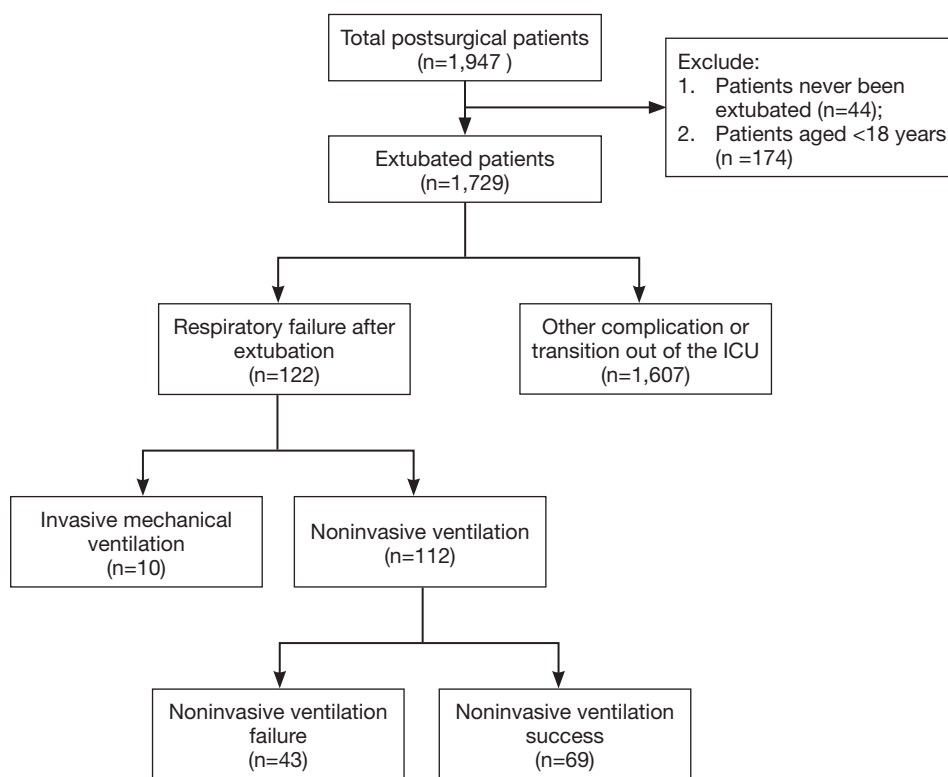 Total postsurgical patients
(n=1,947 )
Exclude:
1. Patients never been
extubated (n=44);
2. Patients aged <18 years
(n =174)
Extubated patients
(n=1,729)
Respiratory failure after
extubation
(n=122)
Other complication or
transition out of the ICU
(n=1,607)
Invasive mechanical
ventilation
(n=10)
Noninvasive ventilation
(n=112)
Noninvasive ventilation
failure
(n=43)
Noninvasive ventilation
success
(n=69)